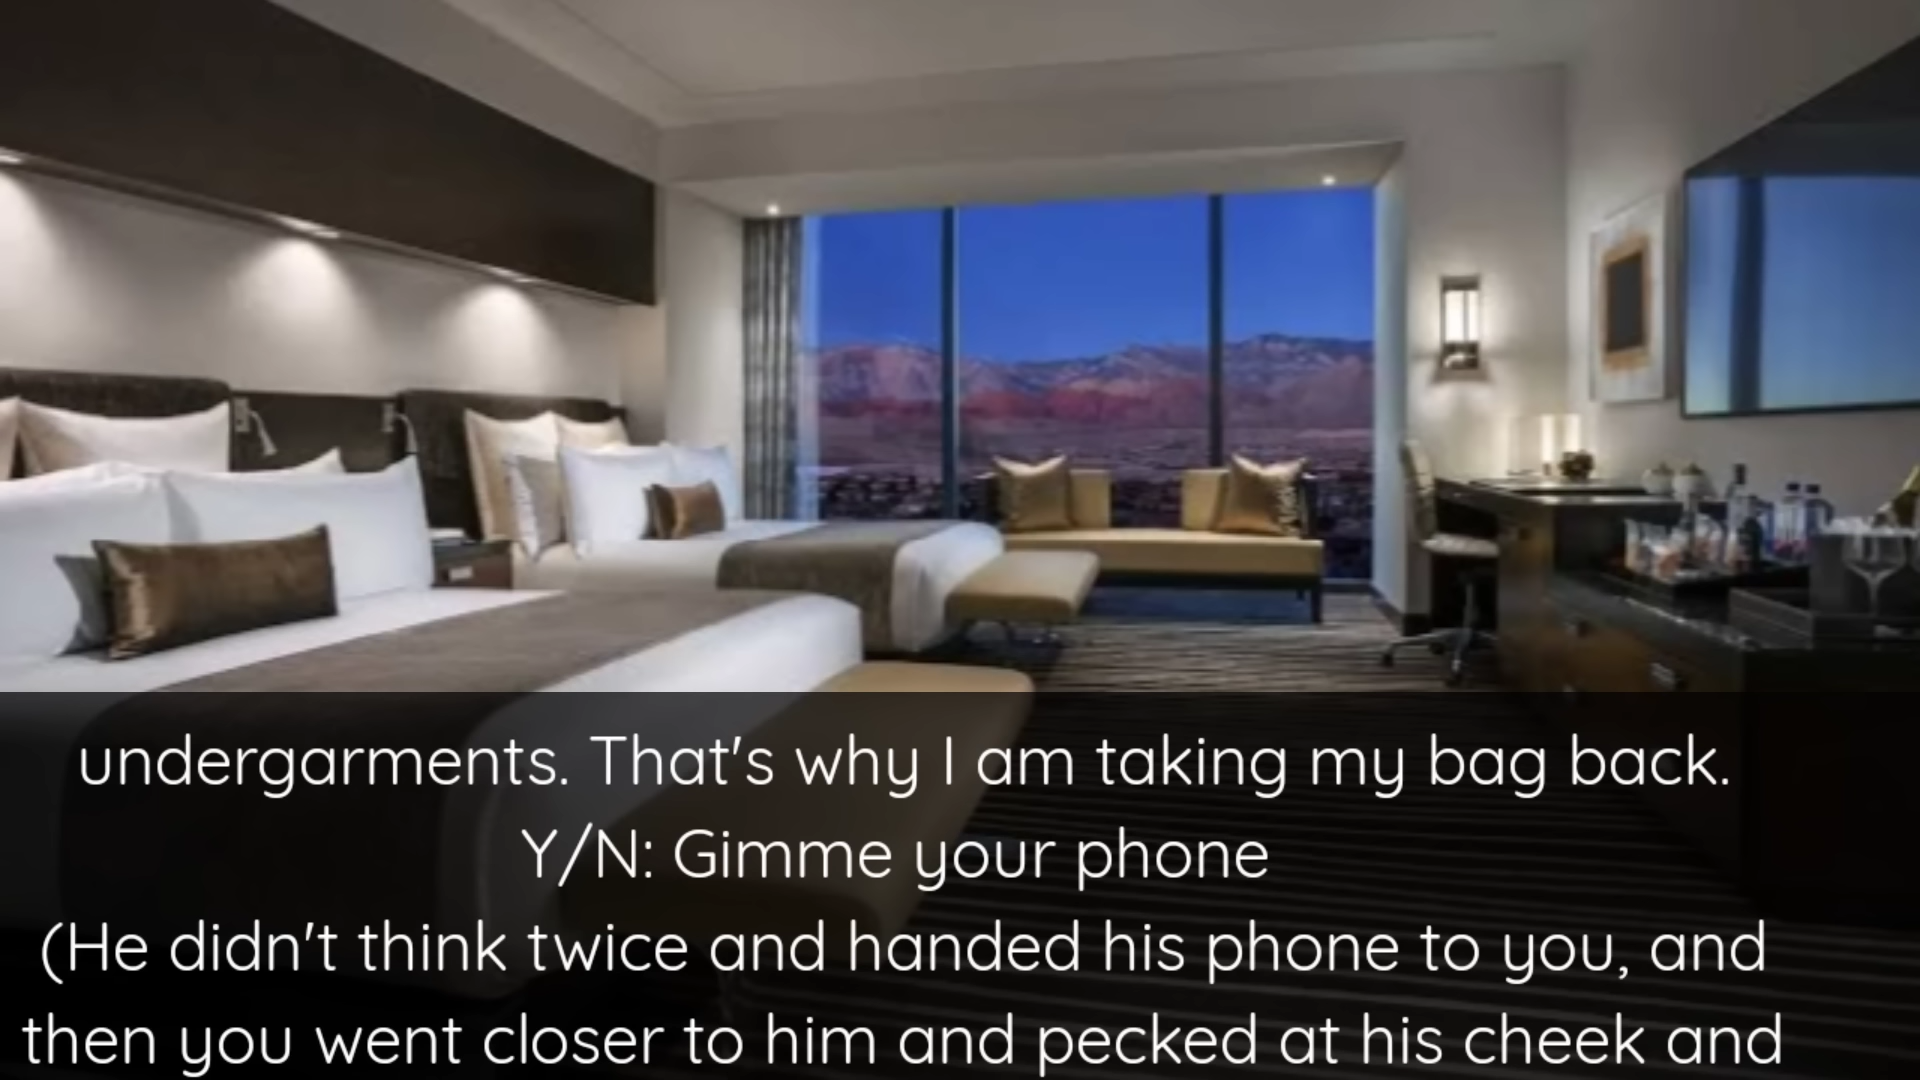 undergarments. That's why I am taking my bag back.
Y/N: Gimme your phone
(He didn't think twice and handed his phone to you, and
then you went closer to him and pecked at his cheek and